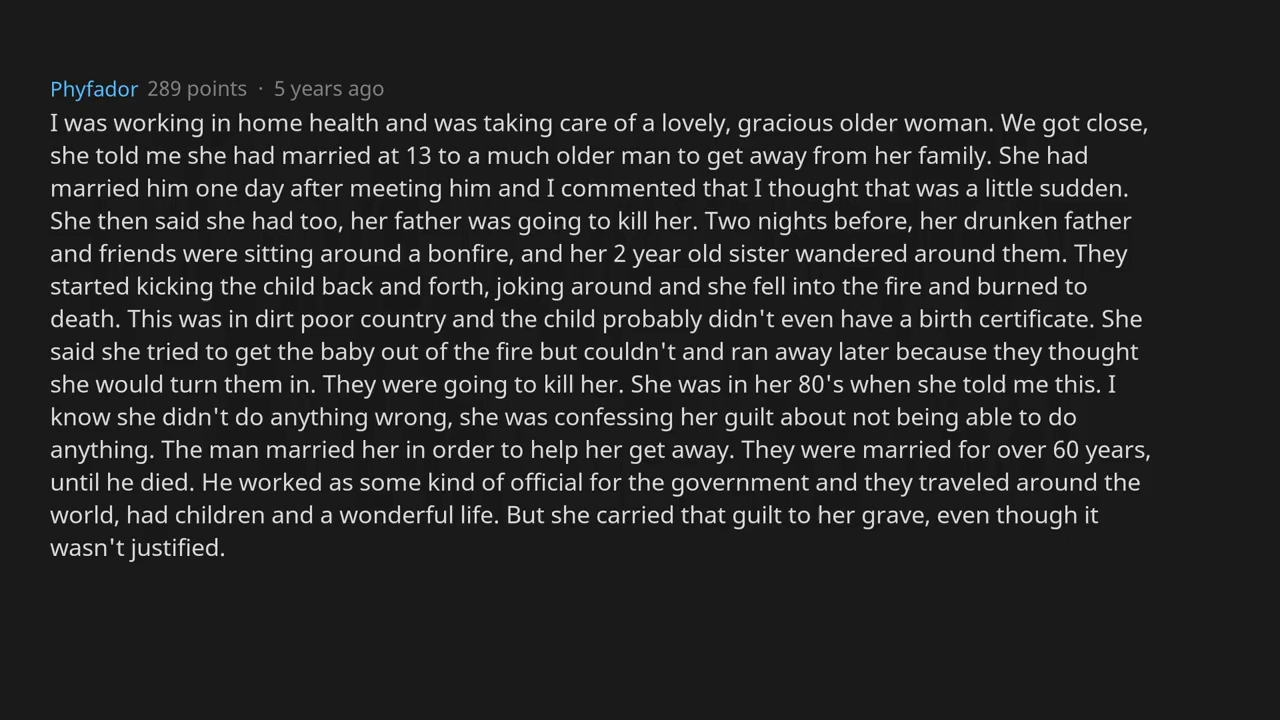 Phyfador 289 points · 5 years ago
I was working in home health and was taking care of a lovely, gracious older woman. We got close,
she told me she had married at 13 to a much older man to get away from her family. She had
married him one day after meeting him and I commented that I thought that was a little sudden.
She then said she had too, her father was going to kill her. Two nights before, her drunken father
and friends were sitting around a bonfire, and her 2 year old sister wandered around them. They
started kicking the child back and forth, joking around and she fell into the fire and burned to
death. This was in dirt poor country and the child probably didn't even have a birth certificate. She
said she tried to get the baby out of the fire but couldn't and ran away later because they thought
she would turn them in. They were going to kill her. She was in her 80's when she told me this. I
know she didn't do anything wrong, she was confessing her guilt about not being able to do
anything. The man married her in order to help her get away. They were married for over 60 years,
until he died. He worked as some kind of official for the government and they traveled around the
world, had children and a wonderful life. But she carried that guilt to her grave, even though it
wasn't justified.